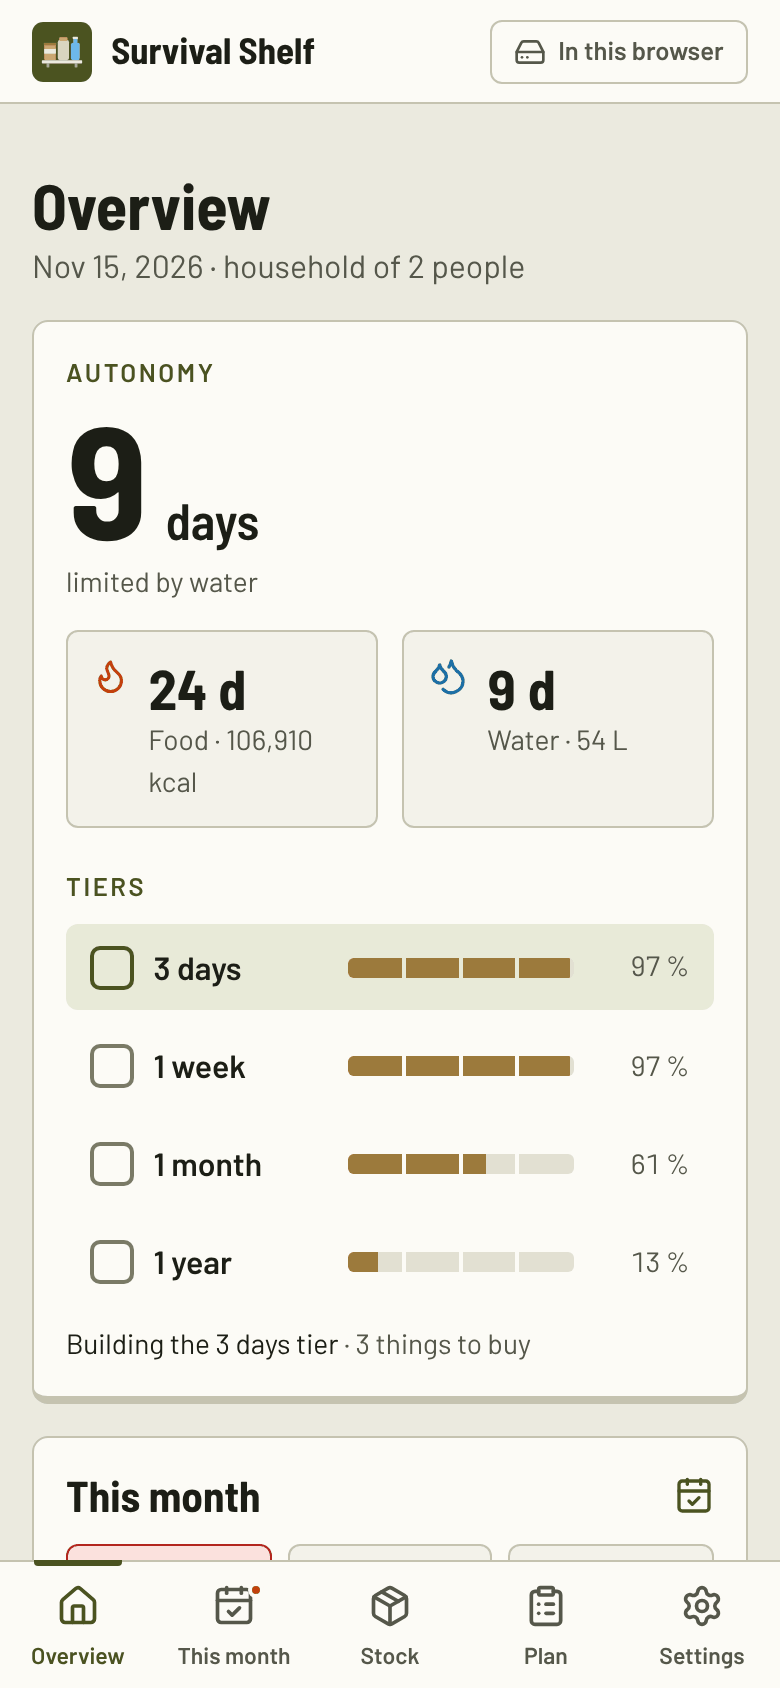 Survival Shelf
In this browser
Overview
Nov 15, 2026 · household of 2 people
AUTONOMY
9 days
limited by water
24 d
Food · 106,910
kcal
9 d
Water · 54 L
TIERS
3 days 97 %
1 week 97 %
1 month 61 %
1 year 13 %
Building the 3 days tier · 3 things to buy
This month
Overview
This month
Stock
Plan
Settings